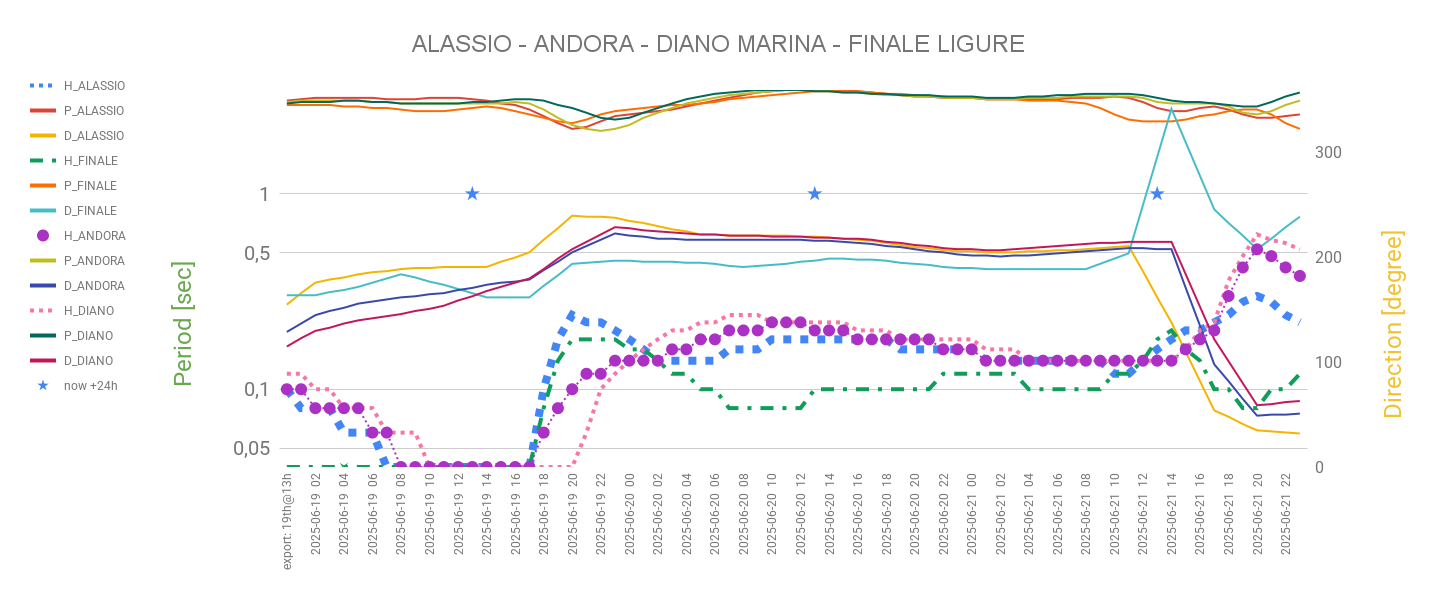 ALASSIO - ANDORA - DIANO MARINA - FINALE LIGURE
H_ALASSIO
P_ALASSIO
D_ALASSIO
H_FINALE
P_FINALE
D_FINALE
H_ANDORA
P_ANDORA
D_ANDORA
H_DIANO
P_DIANO
D_DIANO
now +24h
Period [sec]
1
0,5
0,1
0,05
300
200
100
0
Direction [degree]
export: 19th@13h
2025-06-19 02
2025-06-19 04
2025-06-19 06
2025-06-19 08
2025-06-19 10
2025-06-19 12
2025-06-19 14
2025-06-19 16
2025-06-19 18
2025-06-19 20
2025-06-19 22
2025-06-20 00
2025-06-20 02
2025-06-20 04
2025-06-20 06
2025-06-20 08
2025-06-20 10
2025-06-20 12
2025-06-20 14
2025-06-20 16
2025-06-20 18
2025-06-20 20
2025-06-20 22
2025-06-21 00
2025-06-21 02
2025-06-21 04
2025-06-21 06
2025-06-21 08
2025-06-21 10
2025-06-21 12
2025-06-21 14
2025-06-21 16
2025-06-21 18
2025-06-21 20
2025-06-21 22